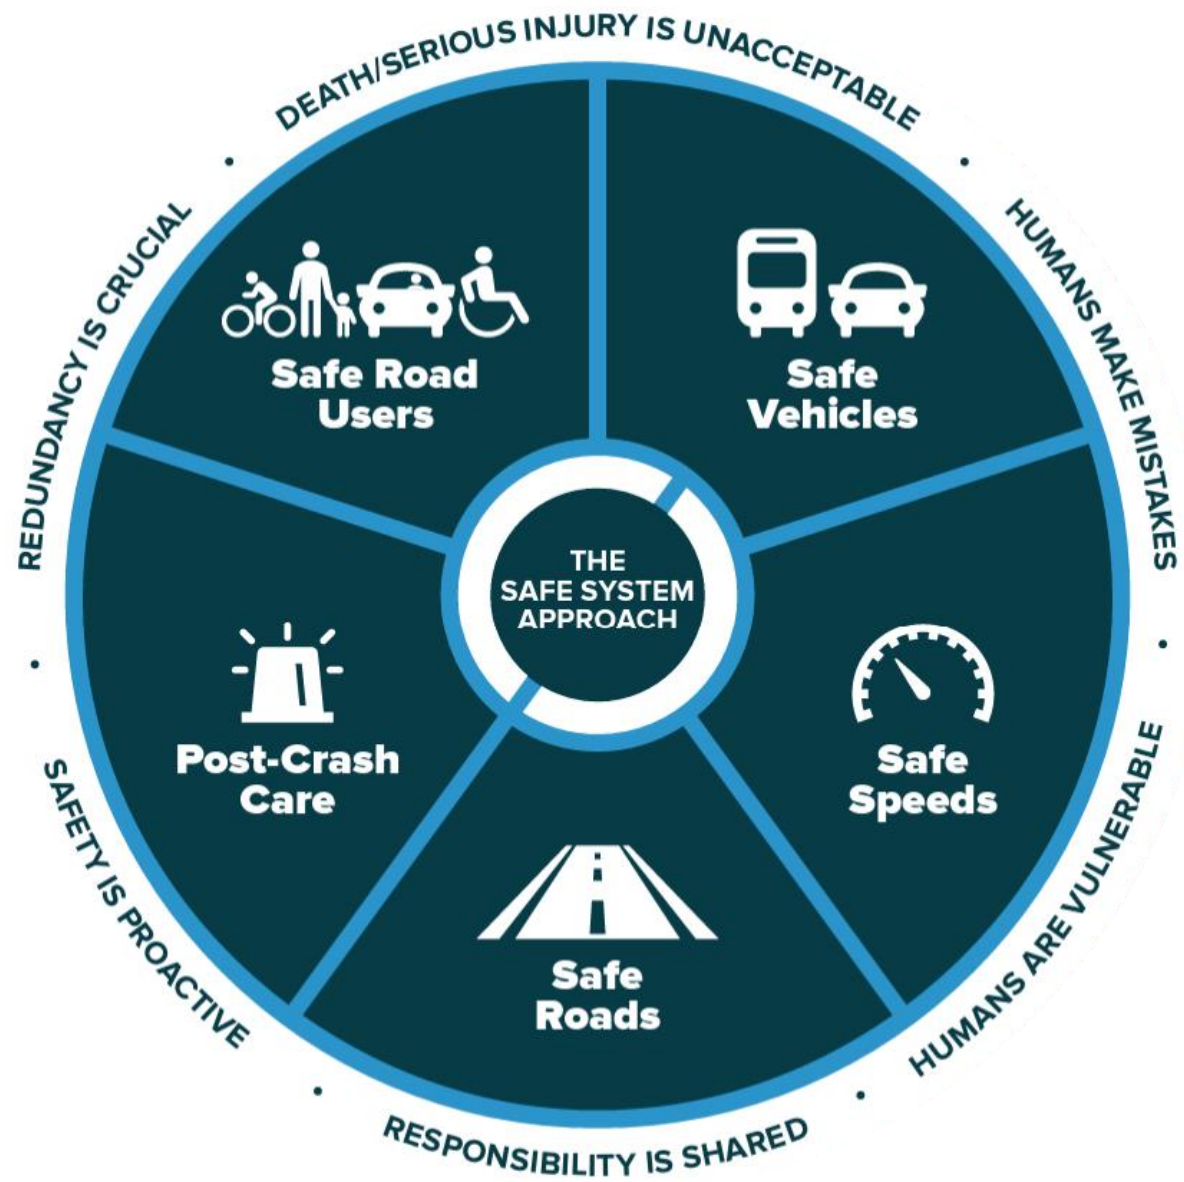 DEATH/SERIOUS INJURY IS UNACCEPTABLE
HUMANS MAKE MISTAKES
HUMANS ARE VULNERABLE
RESPONSIBILITY IS SHARED
SAFETY IS PROACTIVE
REDUNDANCY IS CRUCIAL
Safe Road
Users
Safe
Vehicles
THE
SAFE SYSTEM
APPROACH
Post-Crash
Care
Safe
Speeds
Safe
Roads